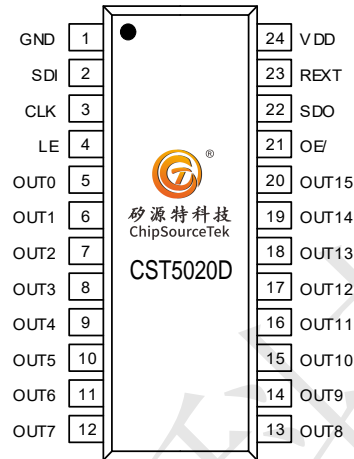 GND 1 24 VDD
SDI 2 23 REXT
CLK 3 22 SDO
LE 4 21 OE/
OUT0 5 20 OUT15
OUT1 6 19 OUT14
OUT2 7 18 OUT13
OUT3 8 17 OUT12
OUT4 9 16 OUT11
OUT5 10 15 OUT10
OUT6 11 14 OUT9
OUT7 12 13 OUT8
®
矽源特科技
ChipSourceTek
CST5020D